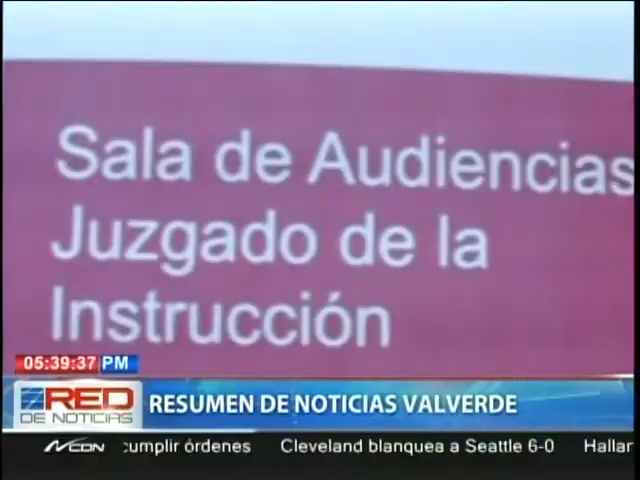 Sala de Audiencias
Juzgado de la
Instrucción
05:39:37 PM
RED
DE NOTICIAS
RESUMEN DE NOTICIAS VALVERDE
CDN cumplir órdenes Cleveland blanquea a Seattle 6-0 Hallar